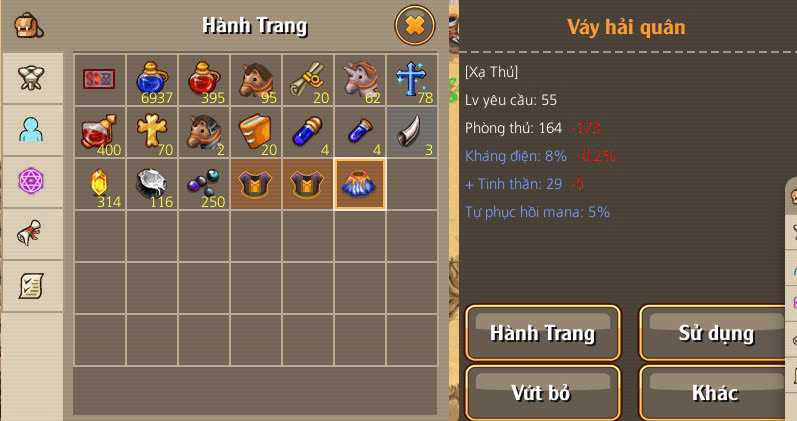 Hành Trang
6937 395 95 20 62 78
400 70 2 20 4 4 3
314 116 250
Váy hải quân
[Xạ Thủ]
Lv yêu cầu: 55
Phòng thủ: 164 -173
Kháng điện: 8% -0.2%
+ Tinh thần: 29 -5
Tự phục hồi mana: 5%
Hành Trang
Sử dụng
Vứt bỏ
Khác